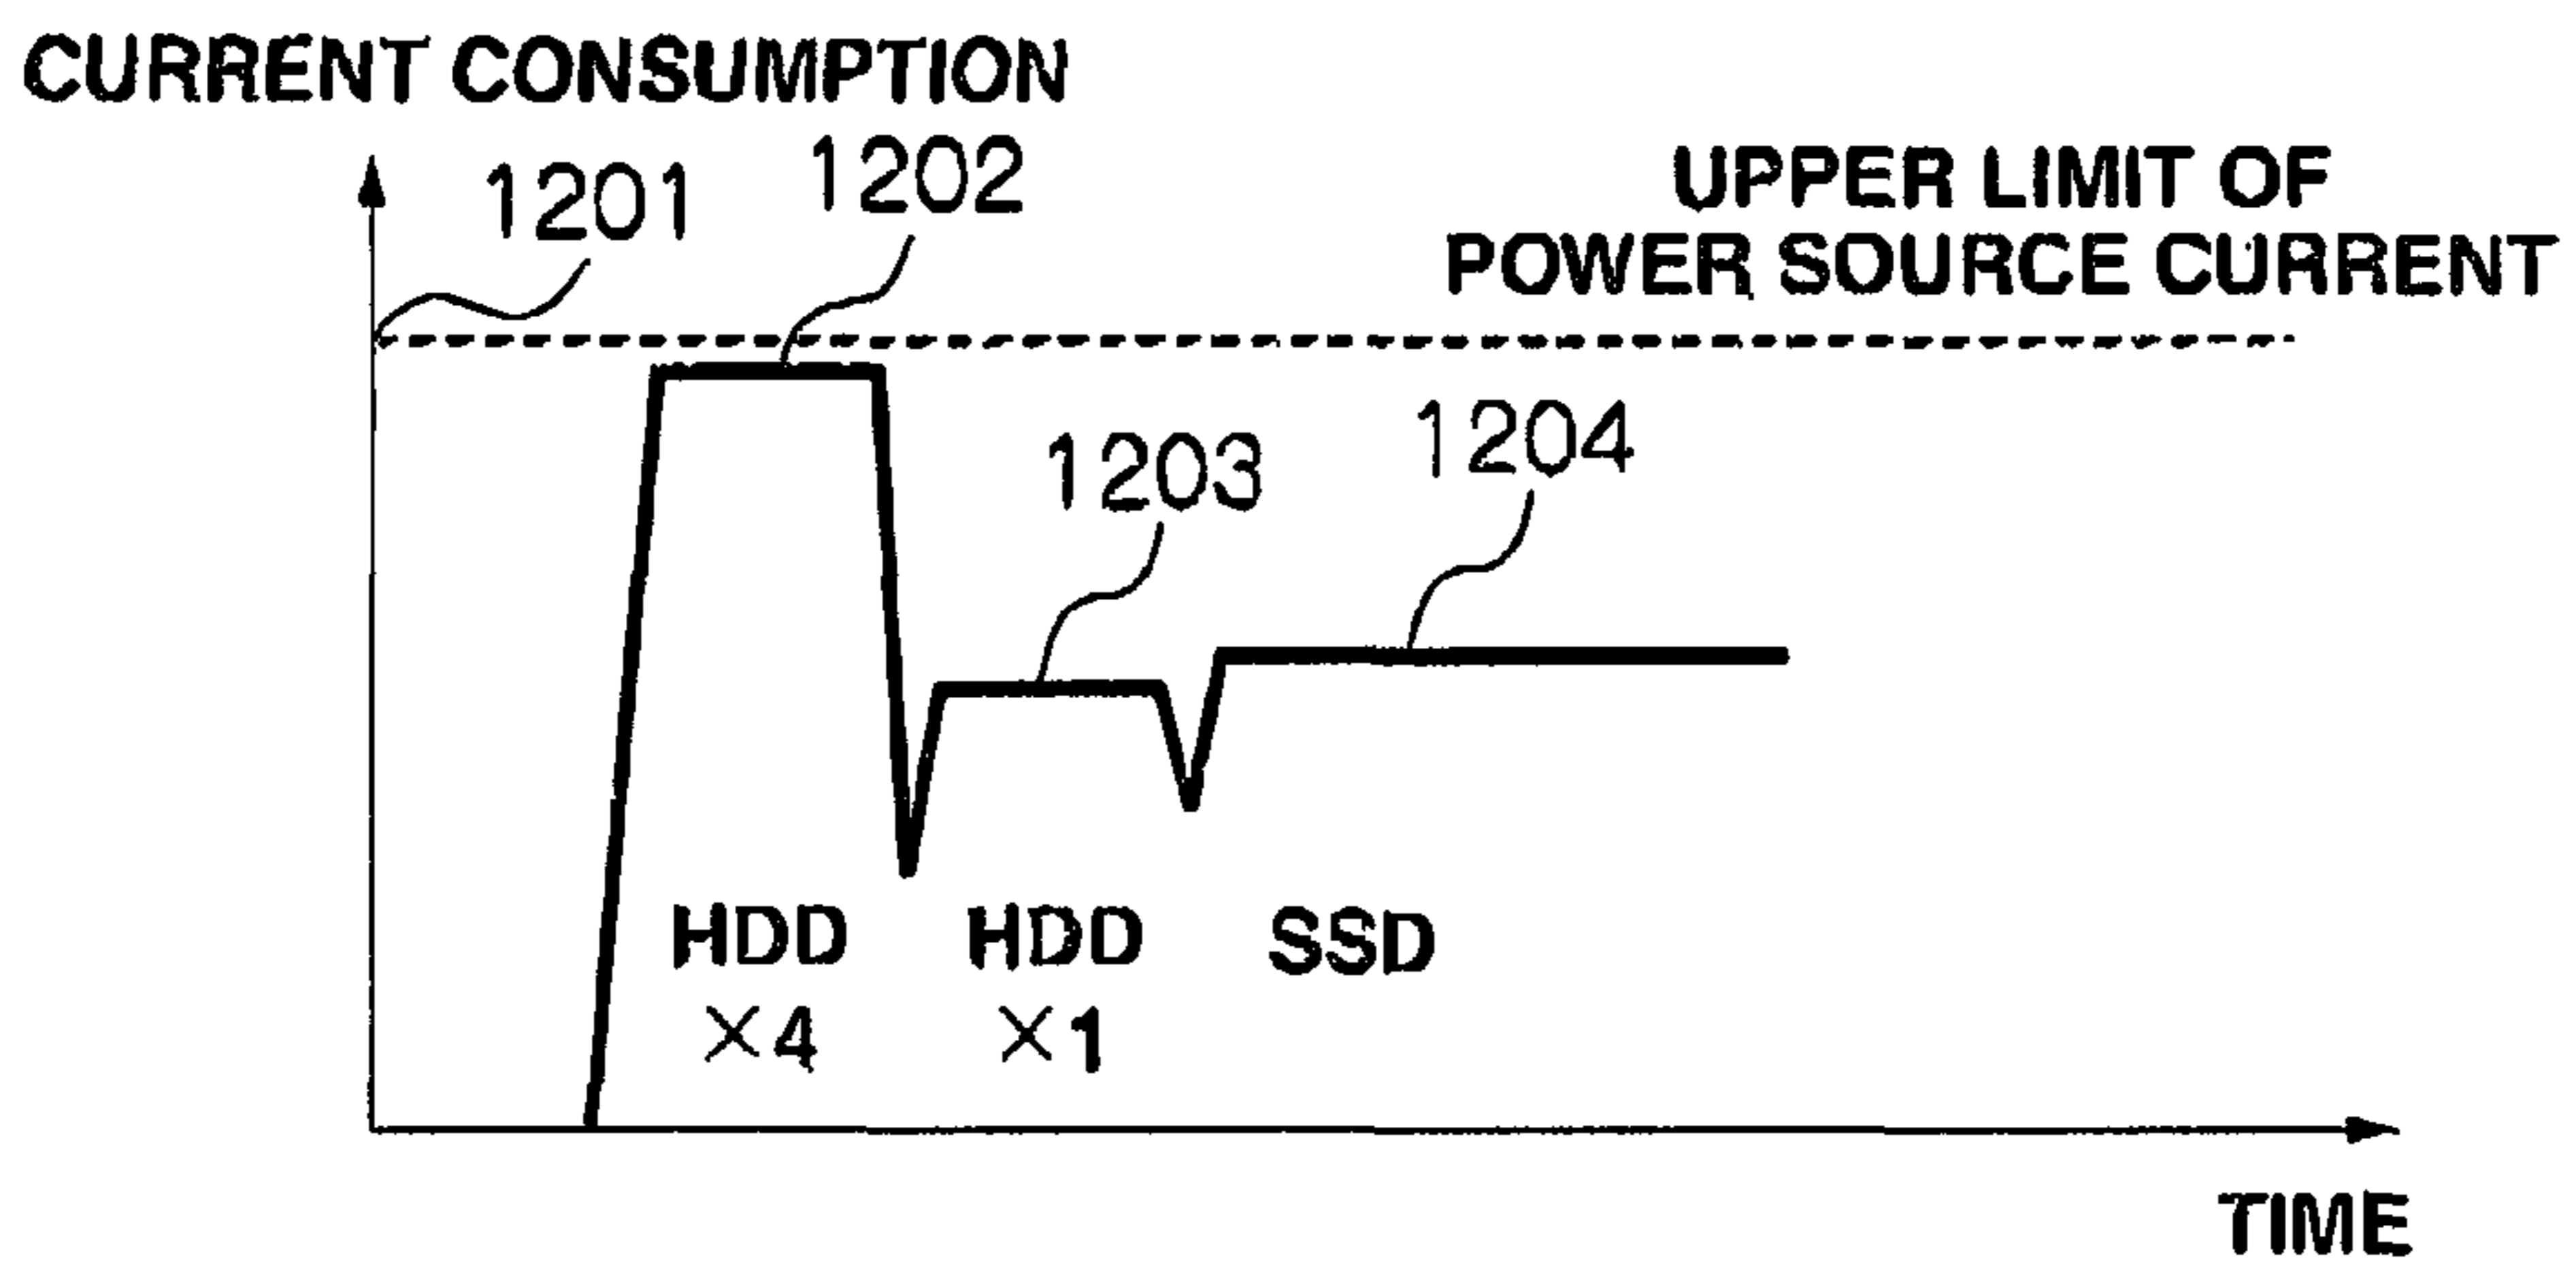 CURRENT CONSUMPTION
1201
1202
UPPER LIMIT OF
POWER SOURCE CURRENT
1203
1204
HDD
×4
HDD
×1
SSD
TIME